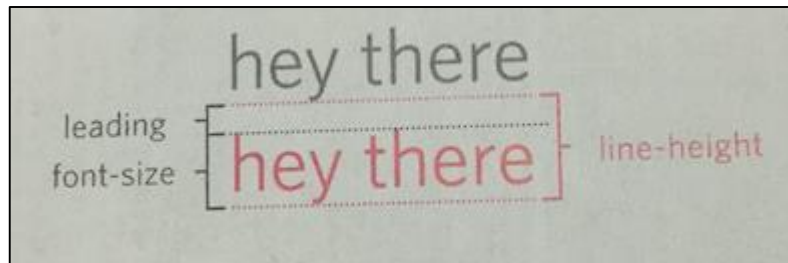 hey there
leading
font-size
hey there
line-height